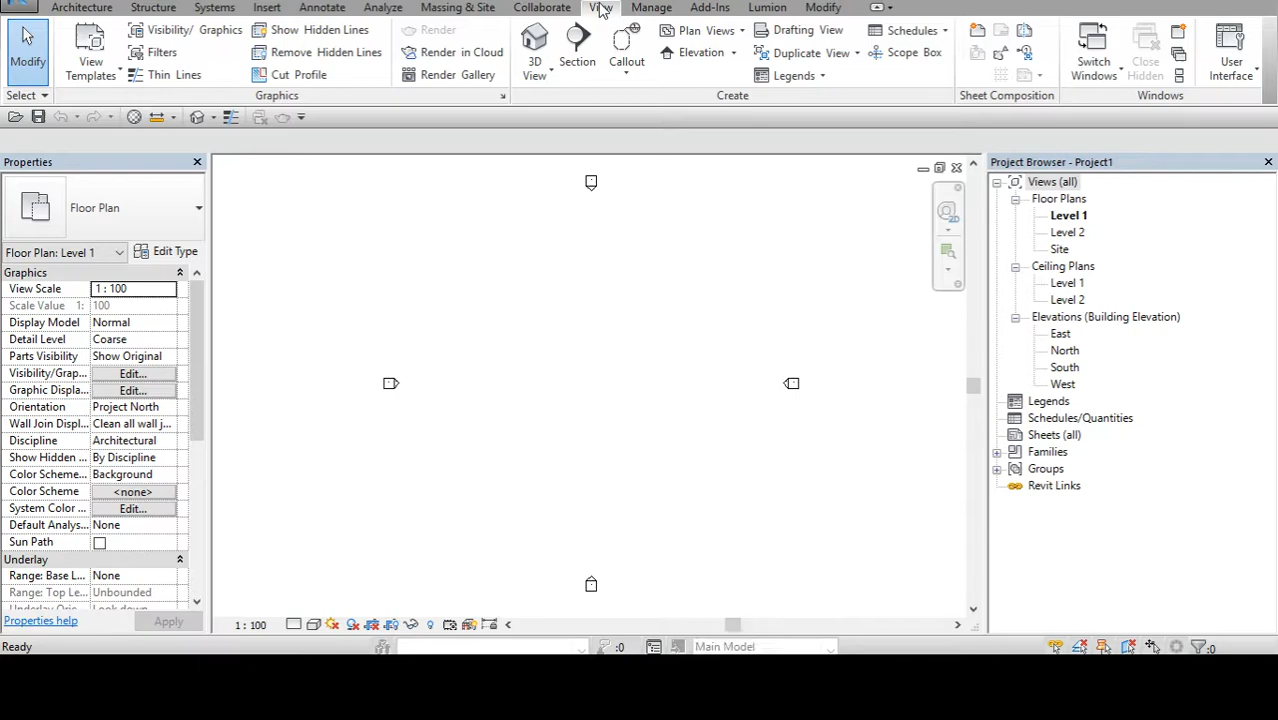 Architecture Structure Systems Insert Annotate Analyze Massing & Site Collaborate View Manage Add-Ins Lumion Modify
Modify
Select
View Templates
Visibility/ Graphics
Filters
Thin Lines
Show Hidden Lines
Remove Hidden Lines
Cut Profile
Render
Render in Cloud
Render Gallery
Graphics
3D View
Section
Callout
Plan Views
Elevation
Drafting View
Duplicate View
Legends
Schedules
Scope Box
Create
Sheet Composition
Switch Windows
Close Hidden
Windows
User Interface
Properties
Floor Plan
Floor Plan: Level 1 Edit Type
Graphics
View Scale 1 : 100
Scale Value 1: 100
Display Model Normal
Detail Level Coarse
Parts Visibility Show Original
Visibility/Grap... Edit...
Graphic Displa... Edit...
Orientation Project North
Wall Join Displ... Clean all wall j...
Discipline Architectural
Show Hidden ... By Discipline
Color Scheme... Background
Color Scheme <none>
System Color ... Edit...
Default Analys... None
Sun Path
Underlay
Range: Base L... None
Range: Top Le... Unbounded
Properties help Apply
2D
1 : 100
Project Browser - Project1
Views (all)
Floor Plans
Level 1
Level 2
Site
Ceiling Plans
Level 1
Level 2
Elevations (Building Elevation)
East
North
South
West
Legends
Schedules/Quantities
Sheets (all)
Families
Groups
Revit Links
Ready :0 Main Model :0